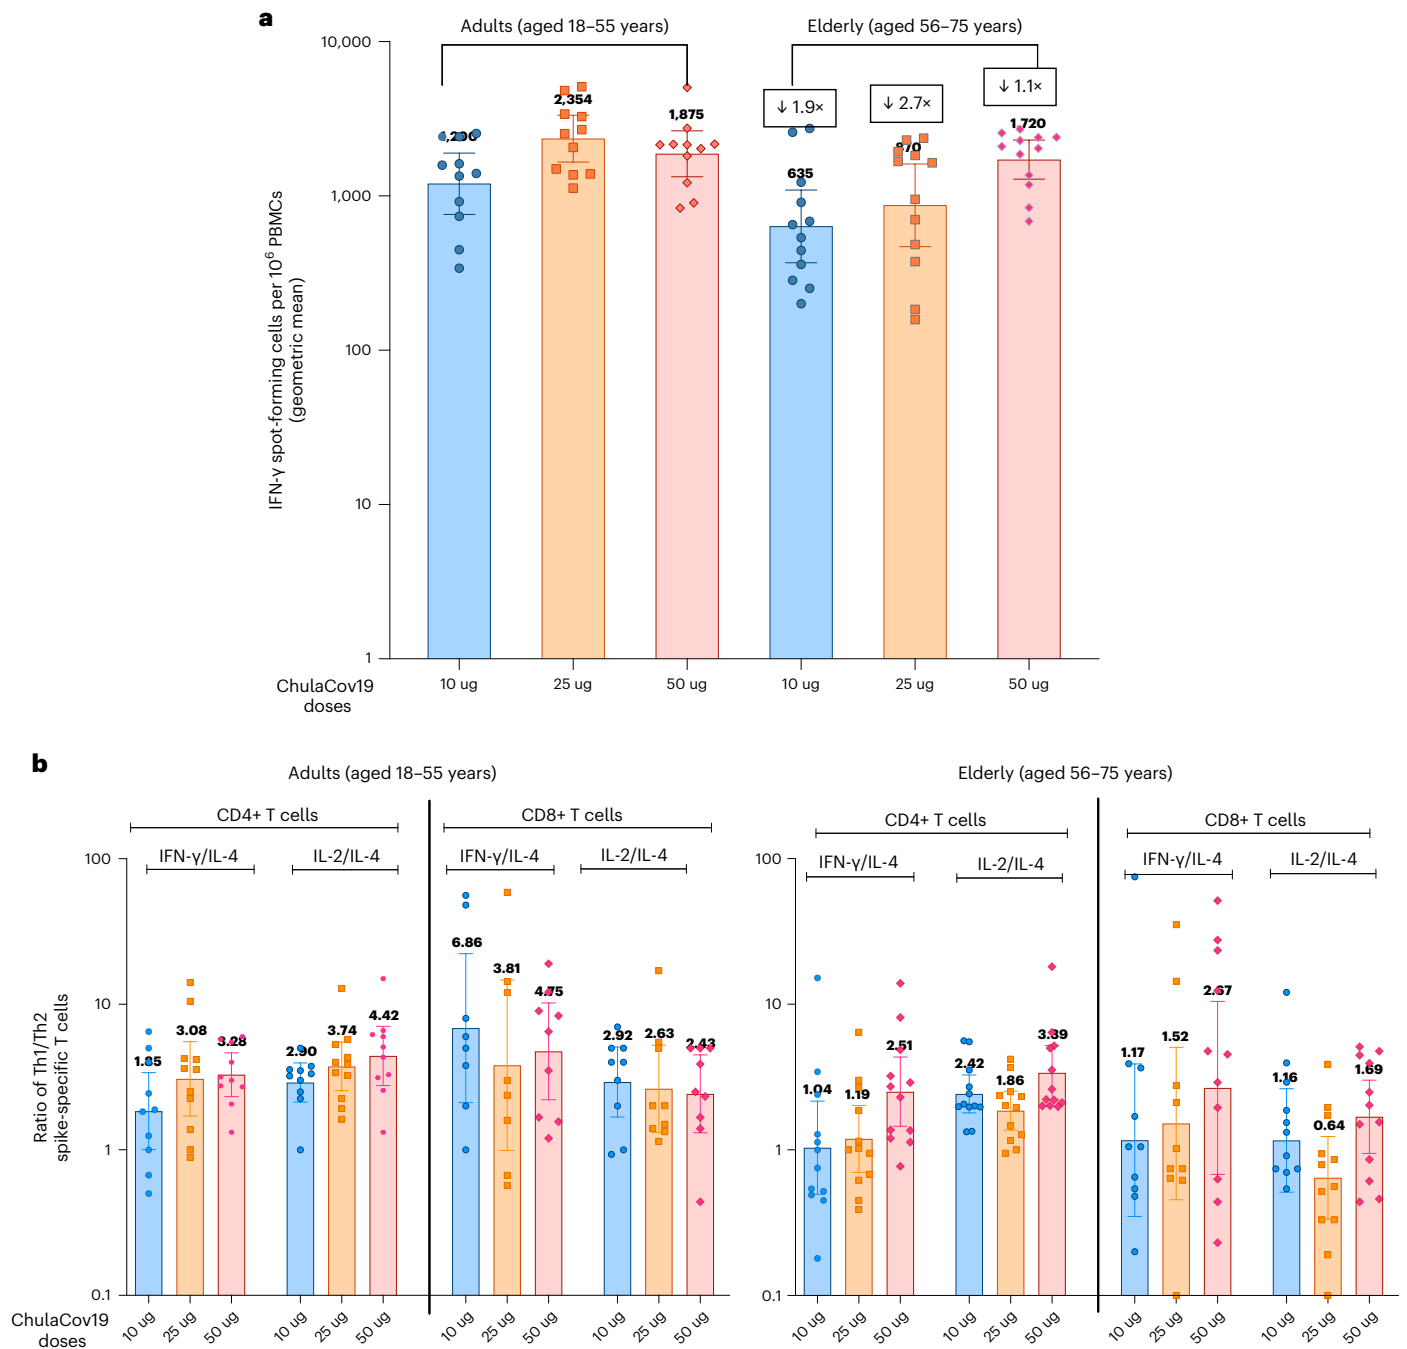 a
Adults (aged 18–55 years)
Elderly (aged 56–75 years)
10,000
1,000
100
10
1
IFN-γ spot-forming cells per 10⁶ PBMCs
(geometric mean)
1,200
2,354
1,875
↓ 1.9×
↓ 2.7×
↓ 1.1×
635
870
1,720
ChulaCov19
doses
10 ug
25 ug
50 ug
10 ug
25 ug
50 ug
b
Adults (aged 18–55 years)
Elderly (aged 56–75 years)
CD4+ T cells
CD8+ T cells
CD4+ T cells
CD8+ T cells
IFN-γ/IL-4
IL-2/IL-4
IFN-γ/IL-4
IL-2/IL-4
IFN-γ/IL-4
IL-2/IL-4
IFN-γ/IL-4
IL-2/IL-4
100
10
1
0.1
Ratio of Th1/Th2
spike-specific T cells
1.85
3.08
3.28
2.90
3.74
4.42
6.86
3.81
4.75
2.92
2.63
2.43
100
10
1
0.1
1.04
1.19
2.51
2.42
1.86
3.39
1.17
1.52
2.67
1.16
0.64
1.69
ChulaCov19
doses
10 ug
25 ug
50 ug
10 ug
25 ug
50 ug
10 ug
25 ug
50 ug
10 ug
25 ug
50 ug
10 ug
25 ug
50 ug
10 ug
25 ug
50 ug
10 ug
25 ug
50 ug
10 ug
25 ug
50 ug